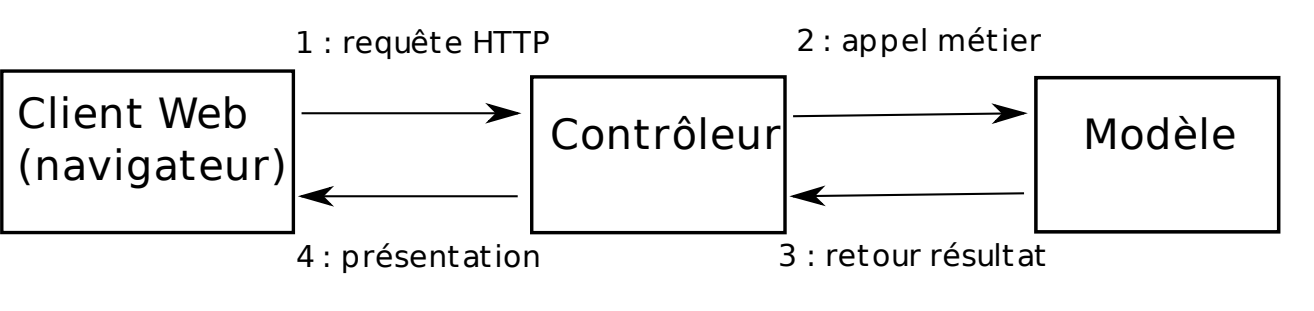 1 : requête HTTP
2 : appel métier
Client Web
(navigateur)
Contrôleur
Modèle
4 : présentation
3 : retour résultat